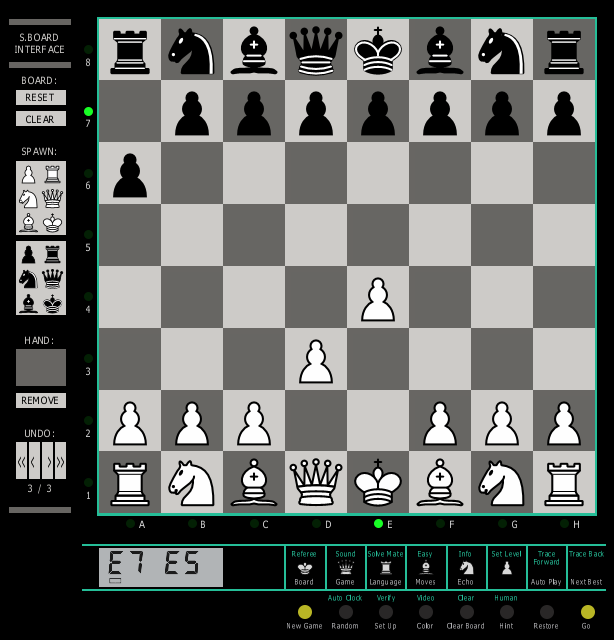 S.BOARD
INTERFACE
BOARD:
RESET
CLEAR
SPAWN:
HAND:
REMOVE
UNDO:
3 / 3
8
7
6
5
4
3
2
1
A B C D E F G H
E7 E5
Referee Sound Solve Mate Easy Info Set Level Trace Forward Trace Back
Board Game Language Moves Echo Auto Play Next Best
Auto Clock Verify Video Clear Human
New Game Random Set Up Color Clear Board Hint Restore Go